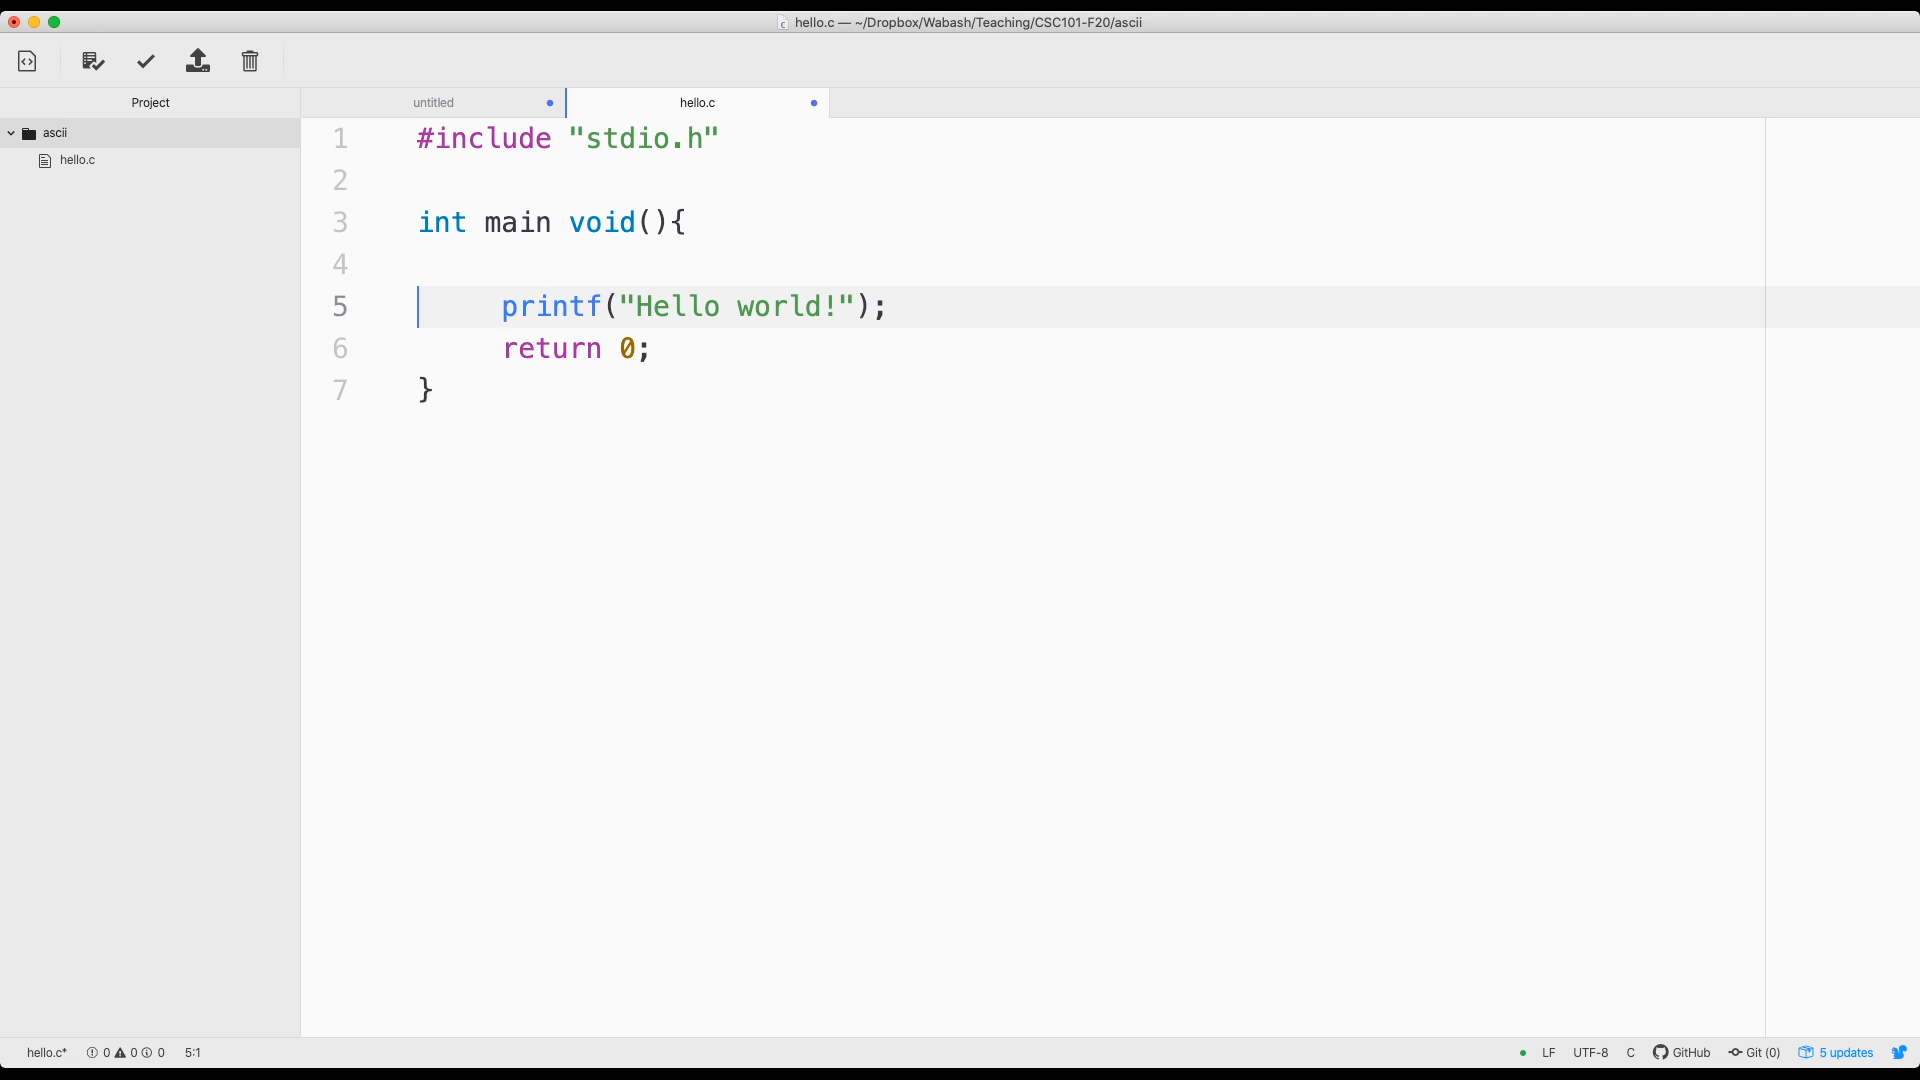 hello.c — ~/Dropbox/Wabash/Teaching/CSC101-F20/ascii
Project
untitled
hello.c
ascii
hello.c
1 #include "stdio.h"
2
3 int main void(){
4
5 printf("Hello world!");
6 return 0;
7 }
hello.c* 0 0 0 5:1 LF UTF-8 C GitHub Git (0) 5 updates